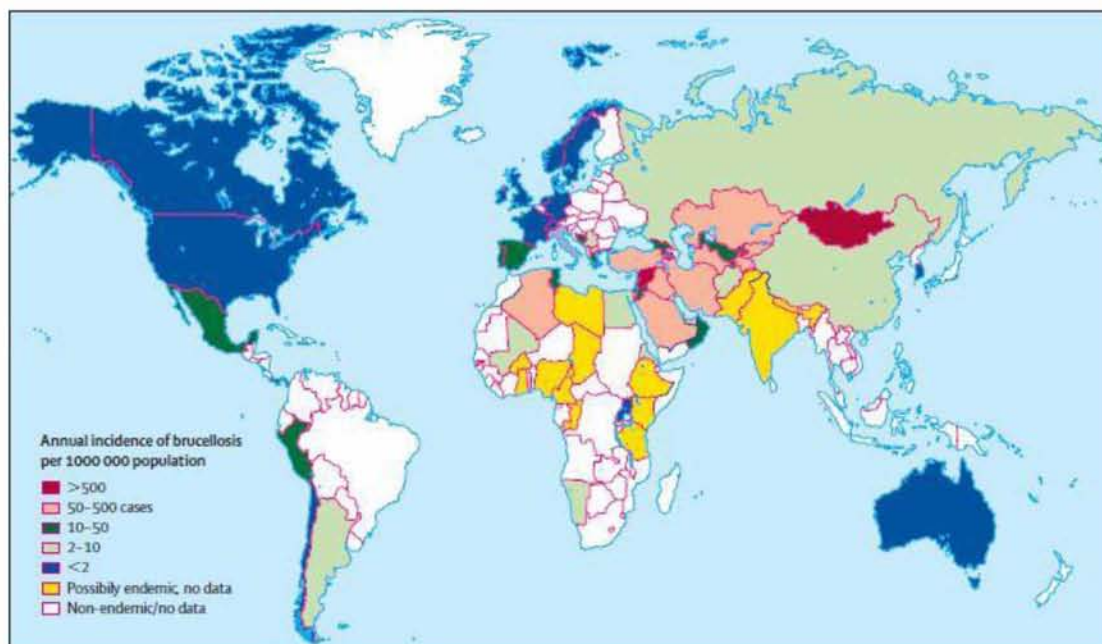 Annual incidence of brucellosis
per 1000 000 population
>500
50–500 cases
10–50
2–10
<2
Possibily endemic, no data
Non-endemic/no data